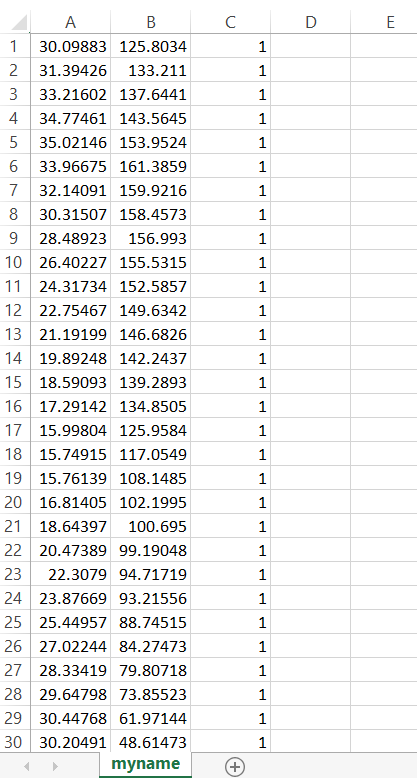 A B C D E
1 30.09883 125.8034 1
2 31.39426 133.211 1
3 33.21602 137.6441 1
4 34.77461 143.5645 1
5 35.02146 153.9524 1
6 33.96675 161.3859 1
7 32.14091 159.9216 1
8 30.31507 158.4573 1
9 28.48923 156.993 1
10 26.40227 155.5315 1
11 24.31734 152.5857 1
12 22.75467 149.6342 1
13 21.19199 146.6826 1
14 19.89248 142.2437 1
15 18.59093 139.2893 1
16 17.29142 134.8505 1
17 15.99804 125.9584 1
18 15.74915 117.0549 1
19 15.76139 108.1485 1
20 16.81405 102.1995 1
21 18.64397 100.695 1
22 20.47389 99.19048 1
23 22.3079 94.71719 1
24 23.87669 93.21556 1
25 25.44957 88.74515 1
26 27.02244 84.27473 1
27 28.33419 79.80718 1
28 29.64798 73.85523 1
29 30.44768 61.97144 1
30 30.20491 48.61473 1
myname